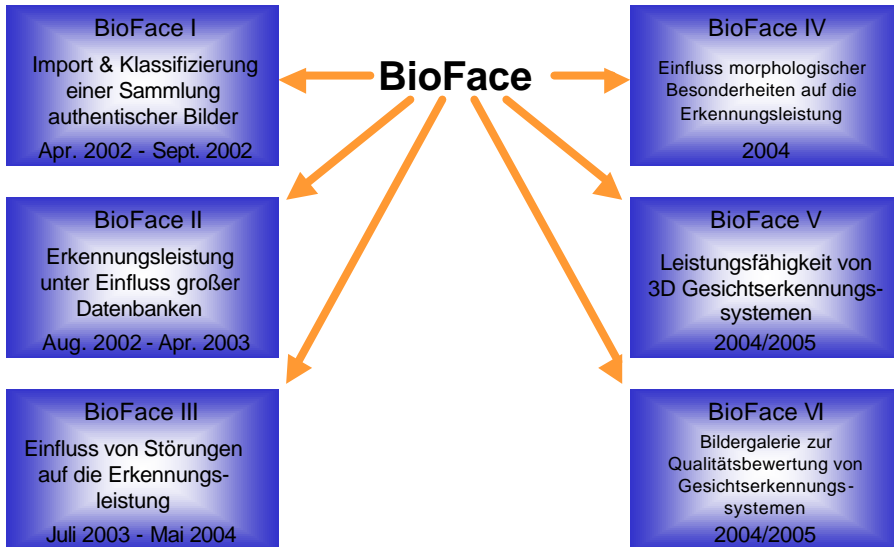 BioFace
BioFace I
Import & Klassifizierung
einer Sammlung
authentischer Bilder
Apr. 2002 - Sept. 2002
BioFace II
Erkennungsleistung
unter Einfluss großer
Datenbanken
Aug. 2002 - Apr. 2003
BioFace III
Einfluss von Störungen
auf die Erkennungs-
leistung
Juli 2003 - Mai 2004
BioFace IV
Einfluss morphologischer
Besonderheiten auf die
Erkennungsleistung
2004
BioFace V
Leistungsfähigkeit von
3D Gesichtserkennungs-
systemen
2004/2005
BioFace VI
Bildergalerie zur
Qualitätsbewertung von
Gesichtserkennungs-
systemen
2004/2005